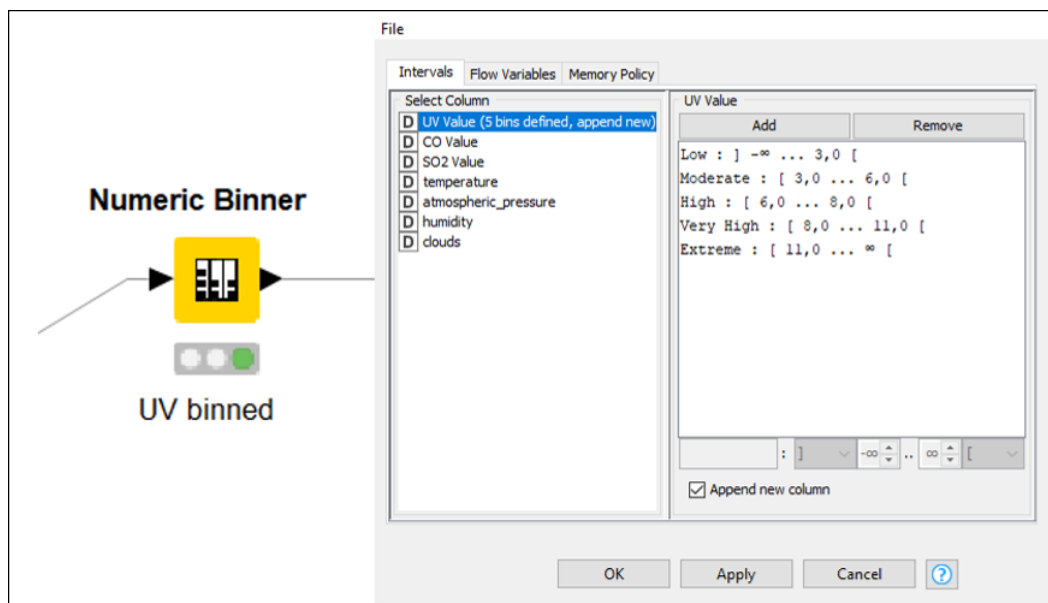 Numeric Binner
UV binned
File
Intervals Flow Variables Memory Policy
Select Column
D UV Value (5 bins defined, append new)
D CO Value
D SO2 Value
D temperature
D atmospheric_pressure
D humidity
D clouds
UV Value
Add Remove
Low : ] -∞ ... 3,0 [
Moderate : [ 3,0 ... 6,0 [
High : [ 6,0 ... 8,0 [
Very High : [ 8,0 ... 11,0 [
Extreme : [ 11,0 ... ∞ [
: ] -∞ .. ∞ [
Append new column
OK Apply Cancel ?